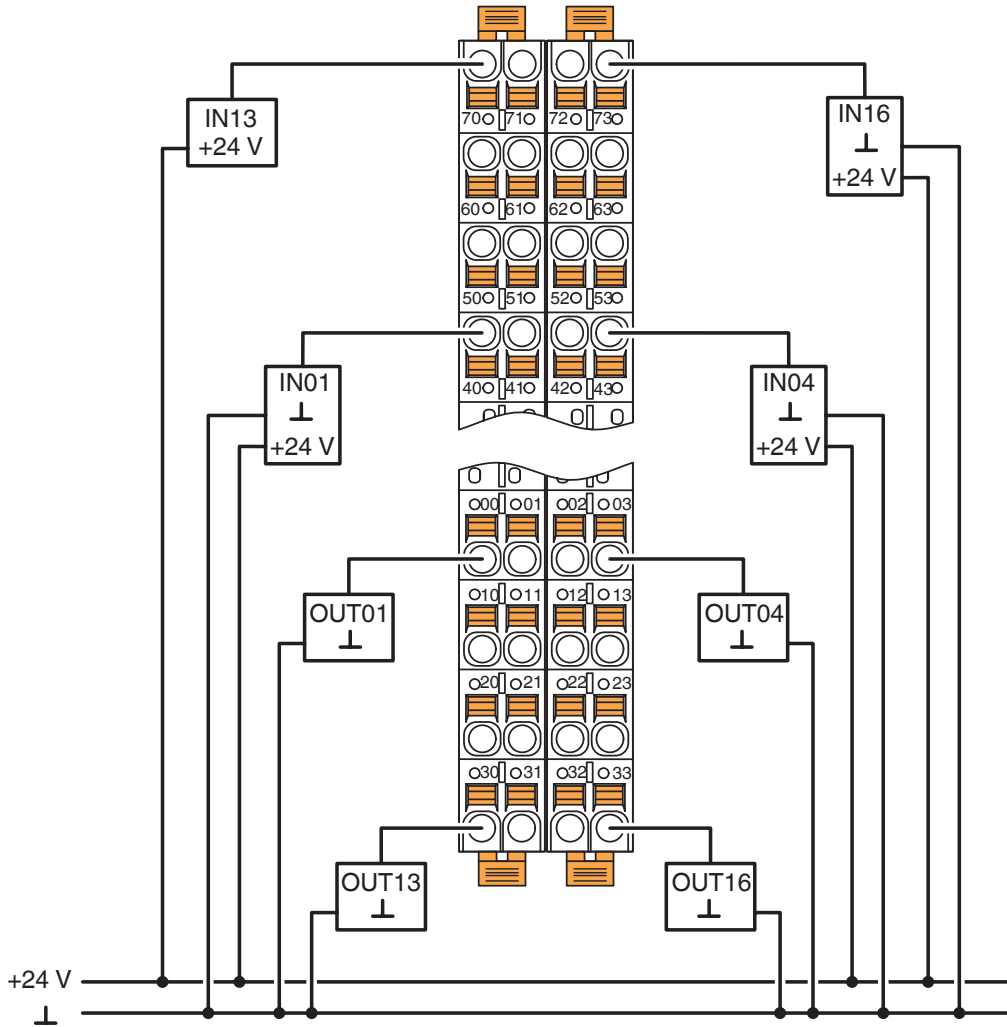 IN13
+24 V
IN16
+24 V
70 71 72 73
60 61 62 63
50 51 52 53
IN01
+24 V
IN04
+24 V
40 41 42 43
00 01 02 03
OUT01
OUT04
10 11 12 13
20 21 22 23
30 31 32 33
OUT13
OUT16
+24 V